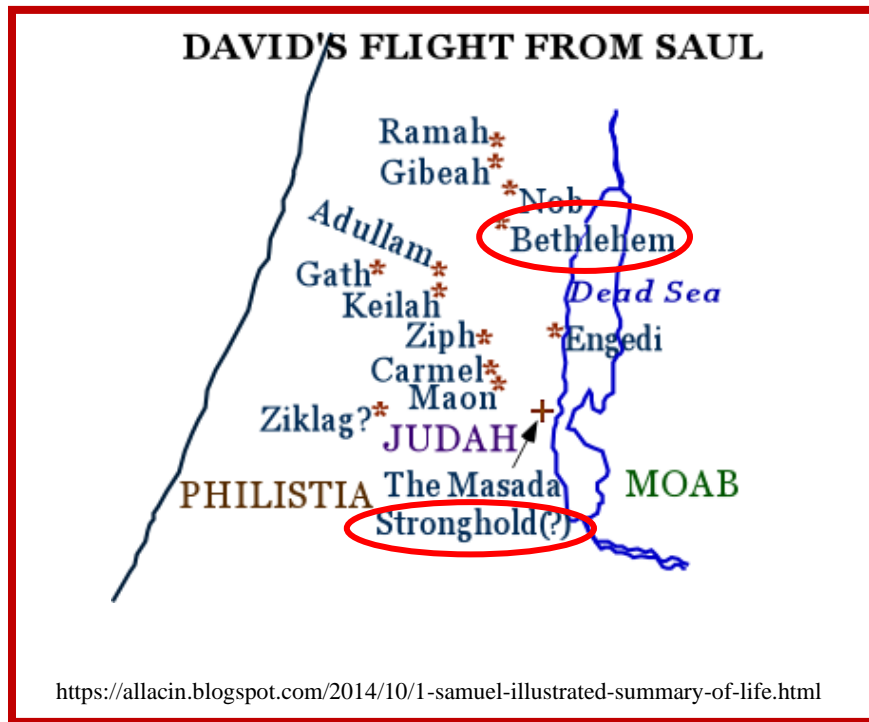 DAVID'S FLIGHT FROM SAUL
Ramah
Gibeah
Nob
Bethlehem
Adullam
Gath
Keilah
Dead Sea
Ziph
Engedi
Carmel
Maon
Ziklag?
JUDAH
PHILISTIA
The Masada
MOAB
Stronghold(?)
https://allacin.blogspot.com/2014/10/1-samuel-illustrated-summary-of-life.html